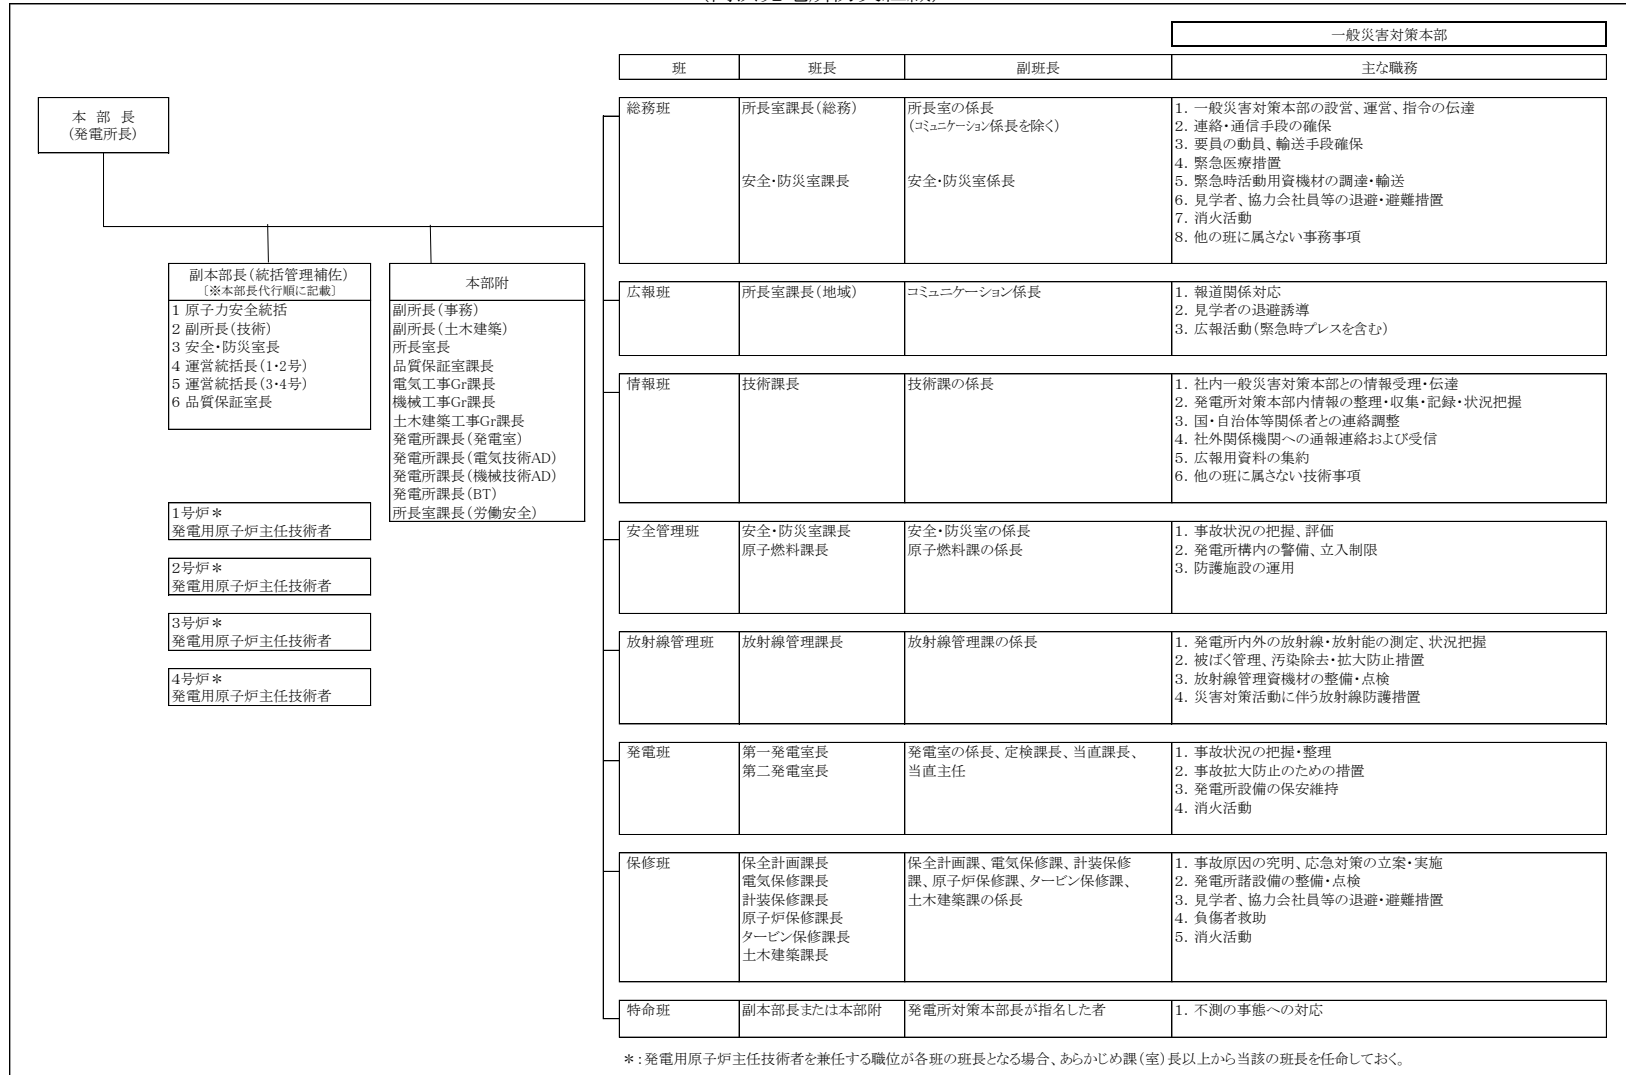 一般災害対策本部
班 班長 副班長 主な職務
本 部 長
(発電所長)
副本部長(統括管理補佐)
〔※本部長代行順に記載〕
1 原子力安全統括
2 副所長(技術)
3 安全・防災室長
4 運営統括長(1・2号)
5 運営統括長(3・4号)
6 品質保証室長
本部附
副所長(事務)
副所長(土木建築)
所長室長
品質保証室課長
電気工事Gr課長
機械工事Gr課長
土木建築工事Gr課長
発電所課長(発電室)
発電所課長(電気技術AD)
発電所課長(機械技術AD)
発電所課長(BT)
所長室課長(労働安全)
1号炉*
発電用原子炉主任技術者
2号炉*
発電用原子炉主任技術者
3号炉*
発電用原子炉主任技術者
4号炉*
発電用原子炉主任技術者
総務班
所長室課長(総務)
安全・防災室課長
所長室の係長
(コミュニケーション係長を除く)
安全・防災室係長
1. 一般災害対策本部の設営、運営、指令の伝達
2. 連絡・通信手段の確保
3. 要員の動員、輸送手段確保
4. 緊急医療措置
5. 緊急時活動用資機材の調達・輸送
6. 見学者、協力会社員等の退避・避難措置
7. 消火活動
8. 他の班に属さない事務事項
広報班
所長室課長(地域)
コミュニケーション係長
1. 報道関係対応
2. 見学者の退避誘導
3. 広報活動(緊急時プレスを含む)
情報班
技術課長
技術課の係長
1. 社内一般災害対策本部との情報受理・伝達
2. 発電所対策本部内情報の整理・収集・記録・状況把握
3. 国・自治体等関係者との連絡調整
4. 社外関係機関への通報連絡および受信
5. 広報用資料の集約
6. 他の班に属さない技術事項
安全管理班
安全・防災室課長
原子燃料課長
安全・防災室の係長
原子燃料課の係長
1. 事故状況の把握、評価
2. 発電所構内の警備、立入制限
3. 防護施設の運用
放射線管理班
放射線管理課長
放射線管理課の係長
1. 発電所内外の放射線・放射能の測定、状況把握
2. 被ばく管理、汚染除去・拡大防止措置
3. 放射線管理資機材の整備・点検
4. 災害対策活動に伴う放射線防護措置
発電班
第一発電室長
第二発電室長
発電室の係長、定検課長、当直課長、
当直主任
1. 事故状況の把握・整理
2. 事故拡大防止のための措置
3. 発電所設備の保安維持
4. 消火活動
保修班
保全計画課長
電気保修課長
計装保修課長
原子炉保修課長
タービン保修課長
土木建築課長
保全計画課、電気保修課、計装保修
課、原子炉保修課、タービン保修課、
土木建築課の係長
1. 事故原因の究明、応急対策の立案・実施
2. 発電所諸設備の整備・点検
3. 見学者、協力会社員等の退避・避難措置
4. 負傷者救助
5. 消火活動
特命班
副本部長または本部附
発電所対策本部長が指名した者
1. 不測の事態への対応
*:発電用原子炉主任技術者を兼任する職位が各班の班長となる場合、あらかじめ課(室)長以上から当該の班長を任命しておく。